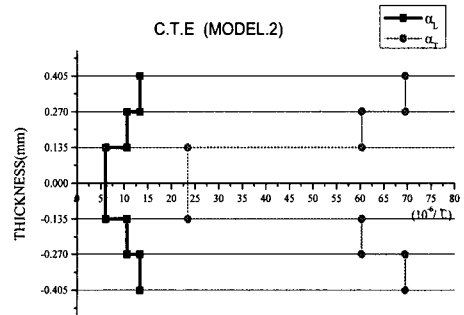 C.T.E (MODEL.2)
α_L
α_T
THICKNESS(mm)
0.405
0.270
0.135
0.000
-0.135
-0.270
-0.405
0 5 10 15 20 25 30 35 40 45 50 55 60 65 70 75 80
(10⁻⁶/℃)